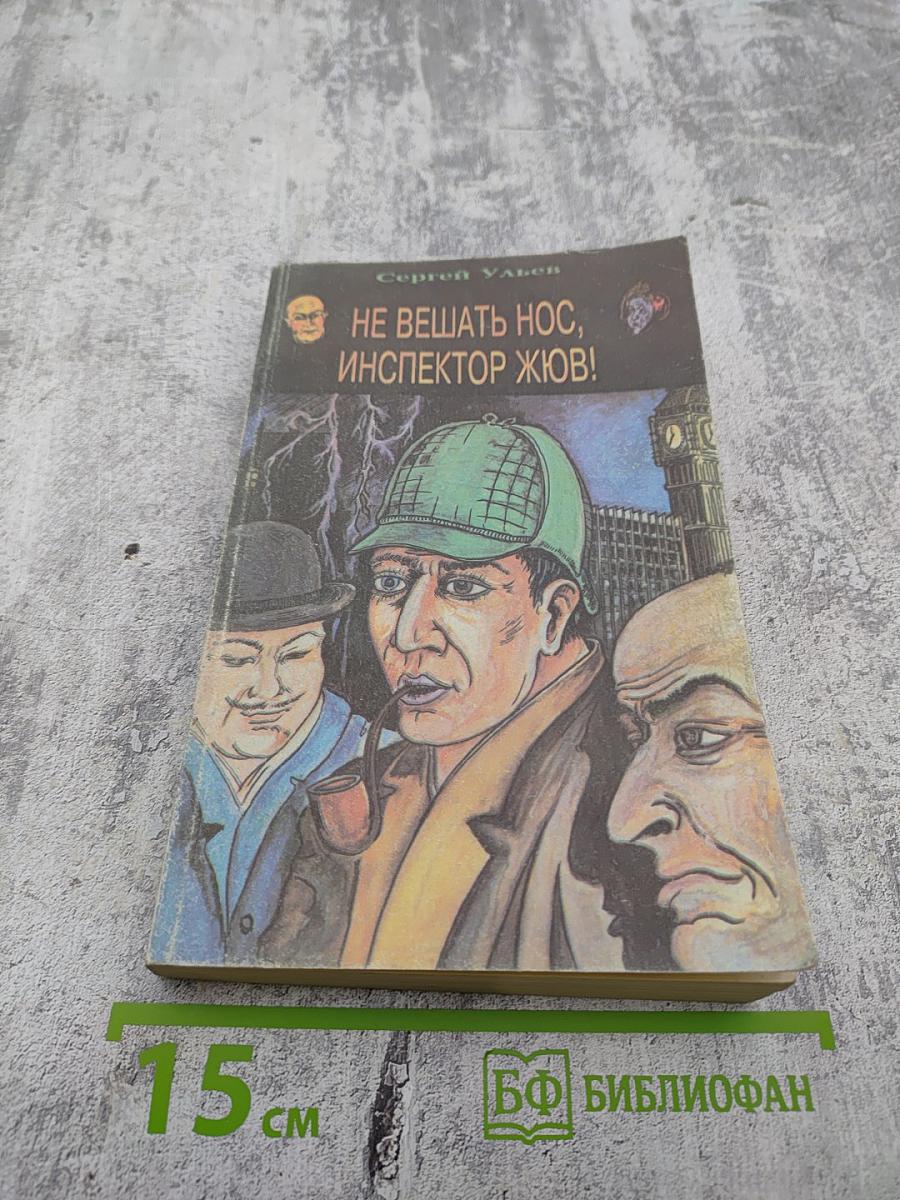 Сергей Ульев
НЕ ВЕШАТЬ НОС,
ИНСПЕКТОР ЖЮВ!
15 см
БФ БИБЛИОФАН